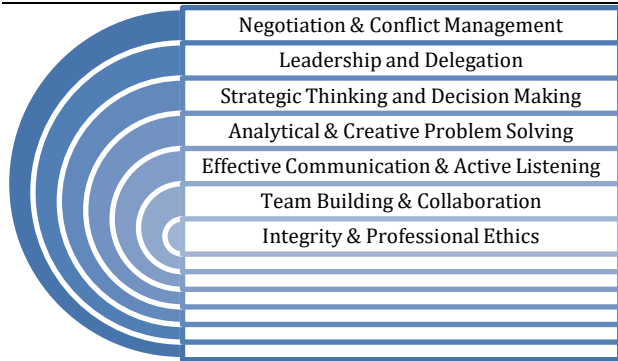 Negotiation & Conflict Management
Leadership and Delegation
Strategic Thinking and Decision Making
Analytical & Creative Problem Solving
Effective Communication & Active Listening
Team Building & Collaboration
Integrity & Professional Ethics